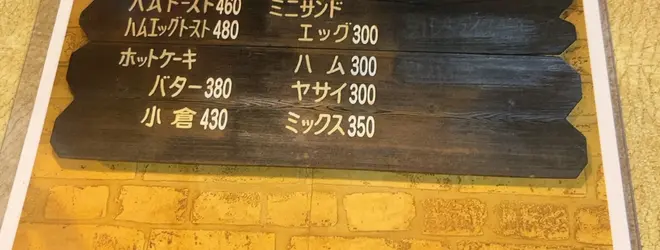 ハムトースト460
ハムエッグトースト480
ホットケーキ
バター380
小倉430
ミニサンド
エッグ300
ハム300
ヤサイ300
ミックス350